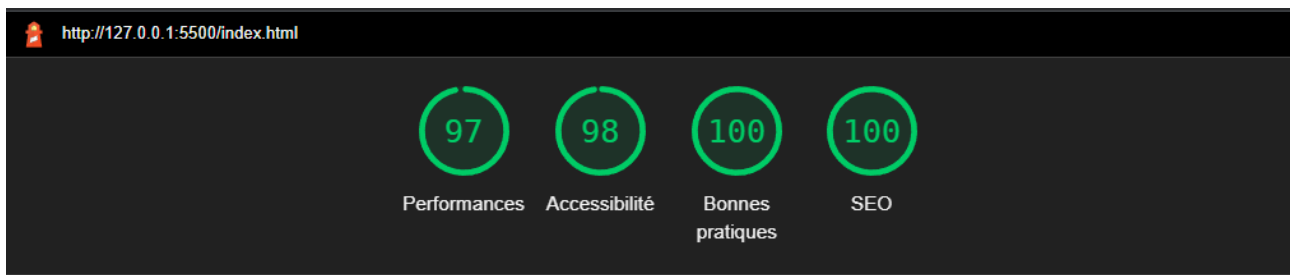 http://127.0.0.1:5500/index.html
97 98 100 100
Performances Accessibilité Bonnes SEO
pratiques